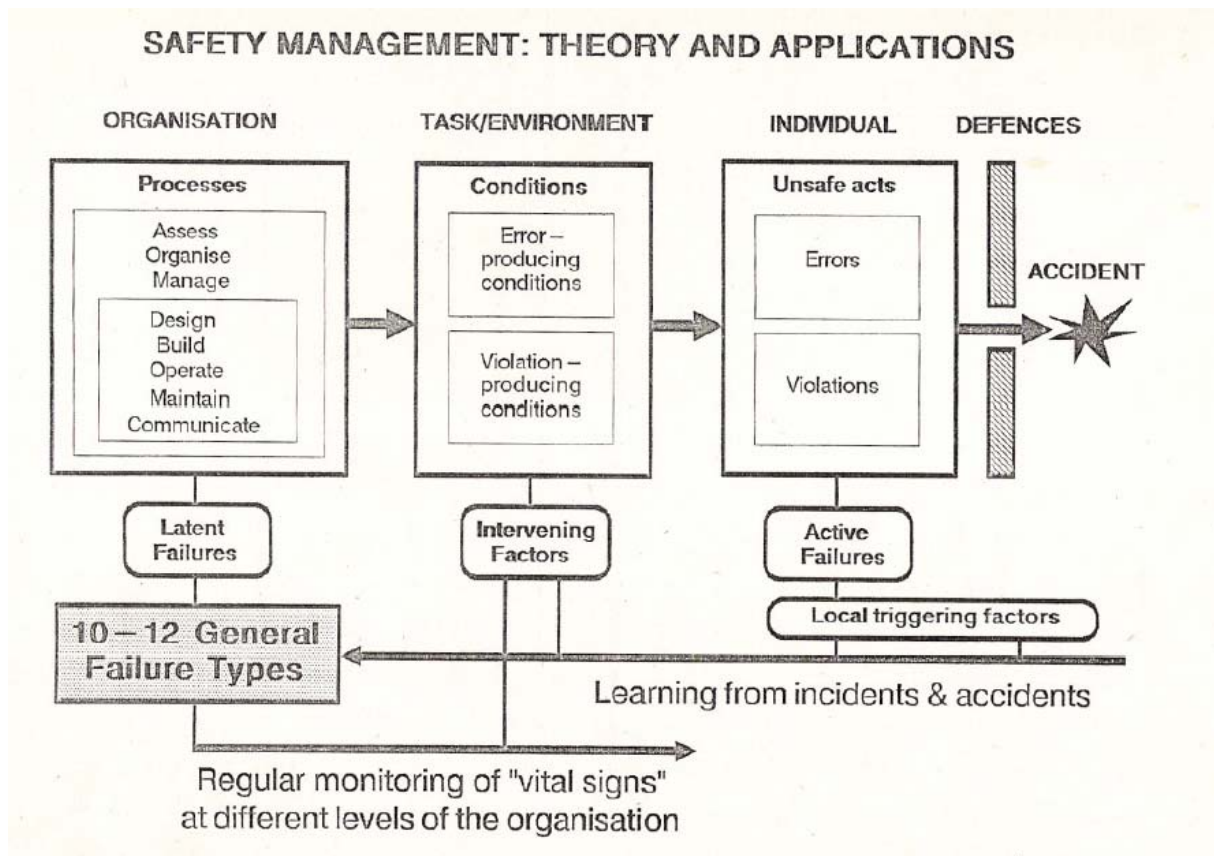 SAFETY MANAGEMENT: THEORY AND APPLICATIONS
ORGANISATION
TASK/ENVIRONMENT
INDIVIDUAL
DEFENCES
Processes
Assess
Organise
Manage
Design
Build
Operate
Maintain
Communicate
Conditions
Error –
producing
conditions
Violation –
producing
conditions
Unsafe acts
Errors
Violations
ACCIDENT
Latent
Failures
Intervening
Factors
Active
Failures
Local triggering factors
10 – 12 General
Failure Types
Learning from incidents & accidents
Regular monitoring of "vital signs"
at different levels of the organisation